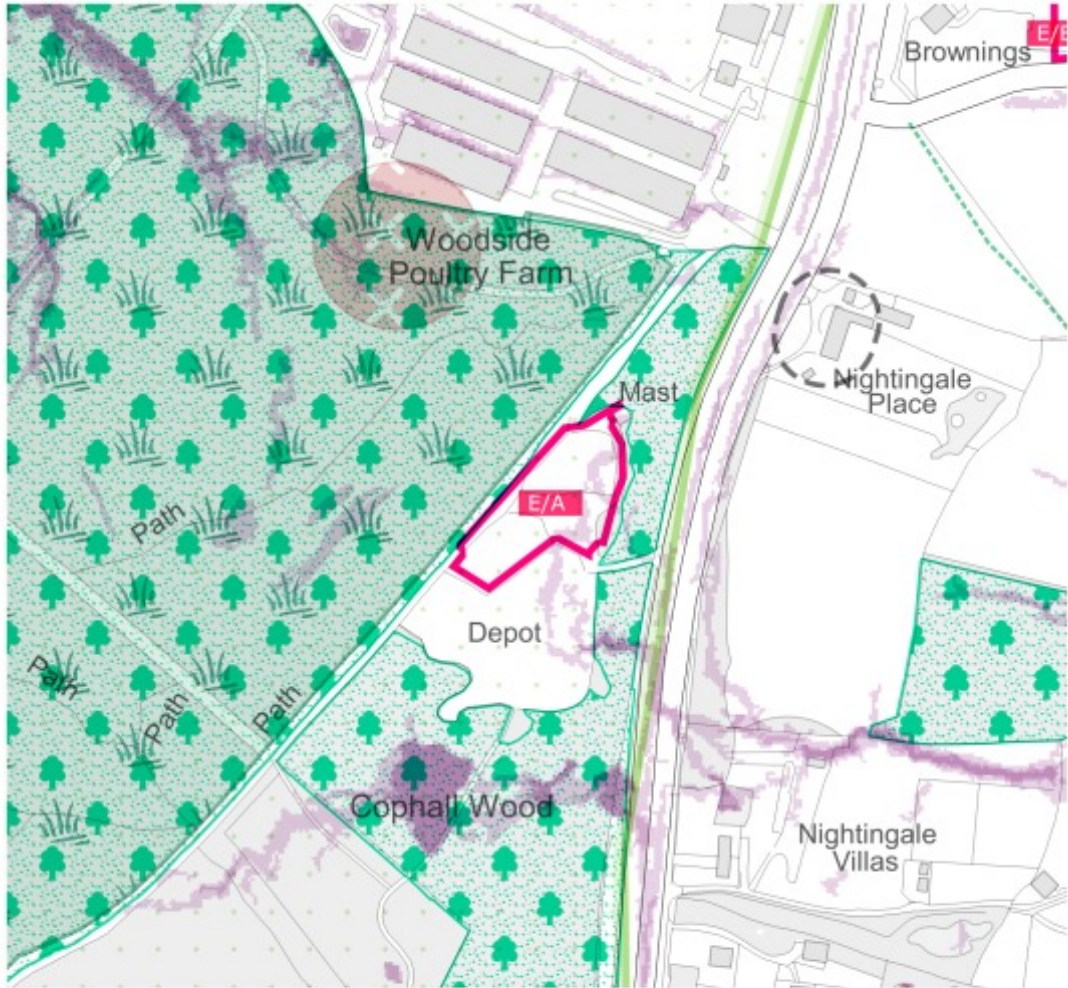 Brownings
E/E
Woodside
Poultry Farm
Mast
Nightingale
Place
E/A
Path
Depot
Path
Path
Path
Cophall Wood
Nightingale
Villas